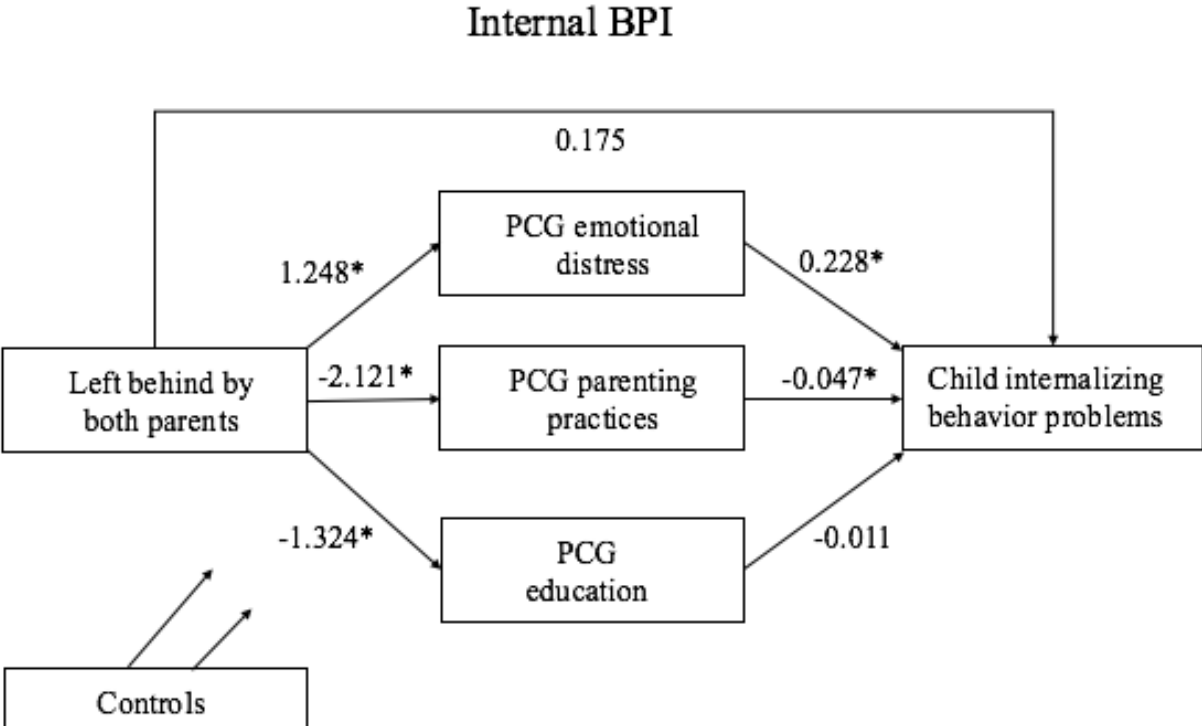 Internal BPI
0.175
PCG emotional
distress
1.248*
0.228*
Left behind by
both parents
-2.121*
PCG parenting
practices
-0.047*
Child internalizing
behavior problems
-1.324*
PCG
education
-0.011
Controls